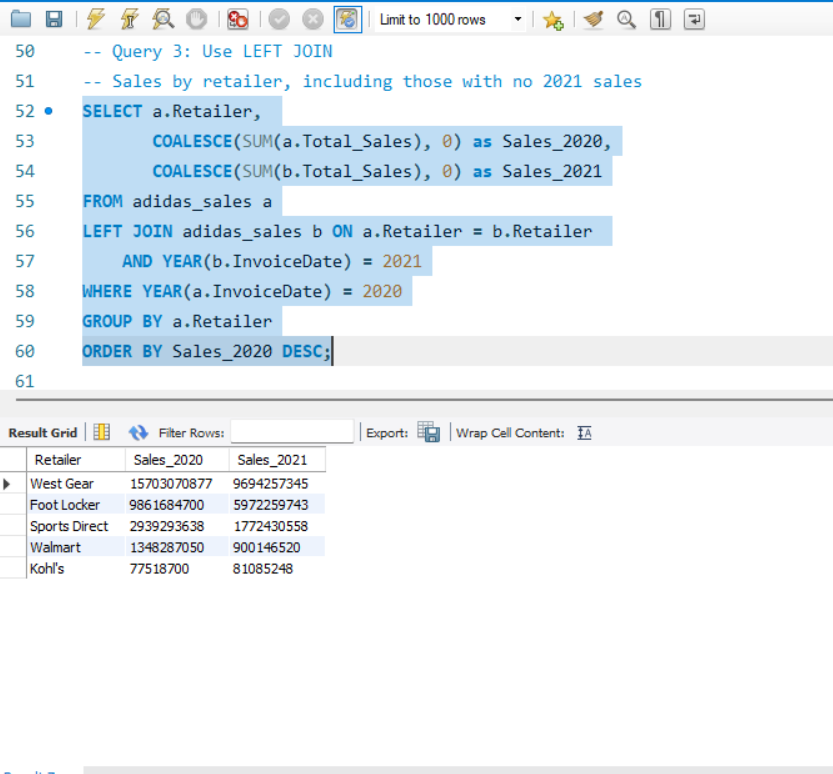 Limit to 1000 rows
50 -- Query 3: Use LEFT JOIN
51 -- Sales by retailer, including those with no 2021 sales
52 SELECT a.Retailer,
53 COALESCE(SUM(a.Total_Sales), 0) as Sales_2020,
54 COALESCE(SUM(b.Total_Sales), 0) as Sales_2021
55 FROM adidas_sales a
56 LEFT JOIN adidas_sales b ON a.Retailer = b.Retailer
57 AND YEAR(b.InvoiceDate) = 2021
58 WHERE YEAR(a.InvoiceDate) = 2020
59 GROUP BY a.Retailer
60 ORDER BY Sales_2020 DESC;
61
Result Grid Filter Rows: Export: Wrap Cell Content:
Retailer Sales_2020 Sales_2021
West Gear 15703070877 9694257345
Foot Locker 9861684700 5972259743
Sports Direct 2939293638 1772430558
Walmart 1348287050 900146520
Kohl's 77518700 81085248